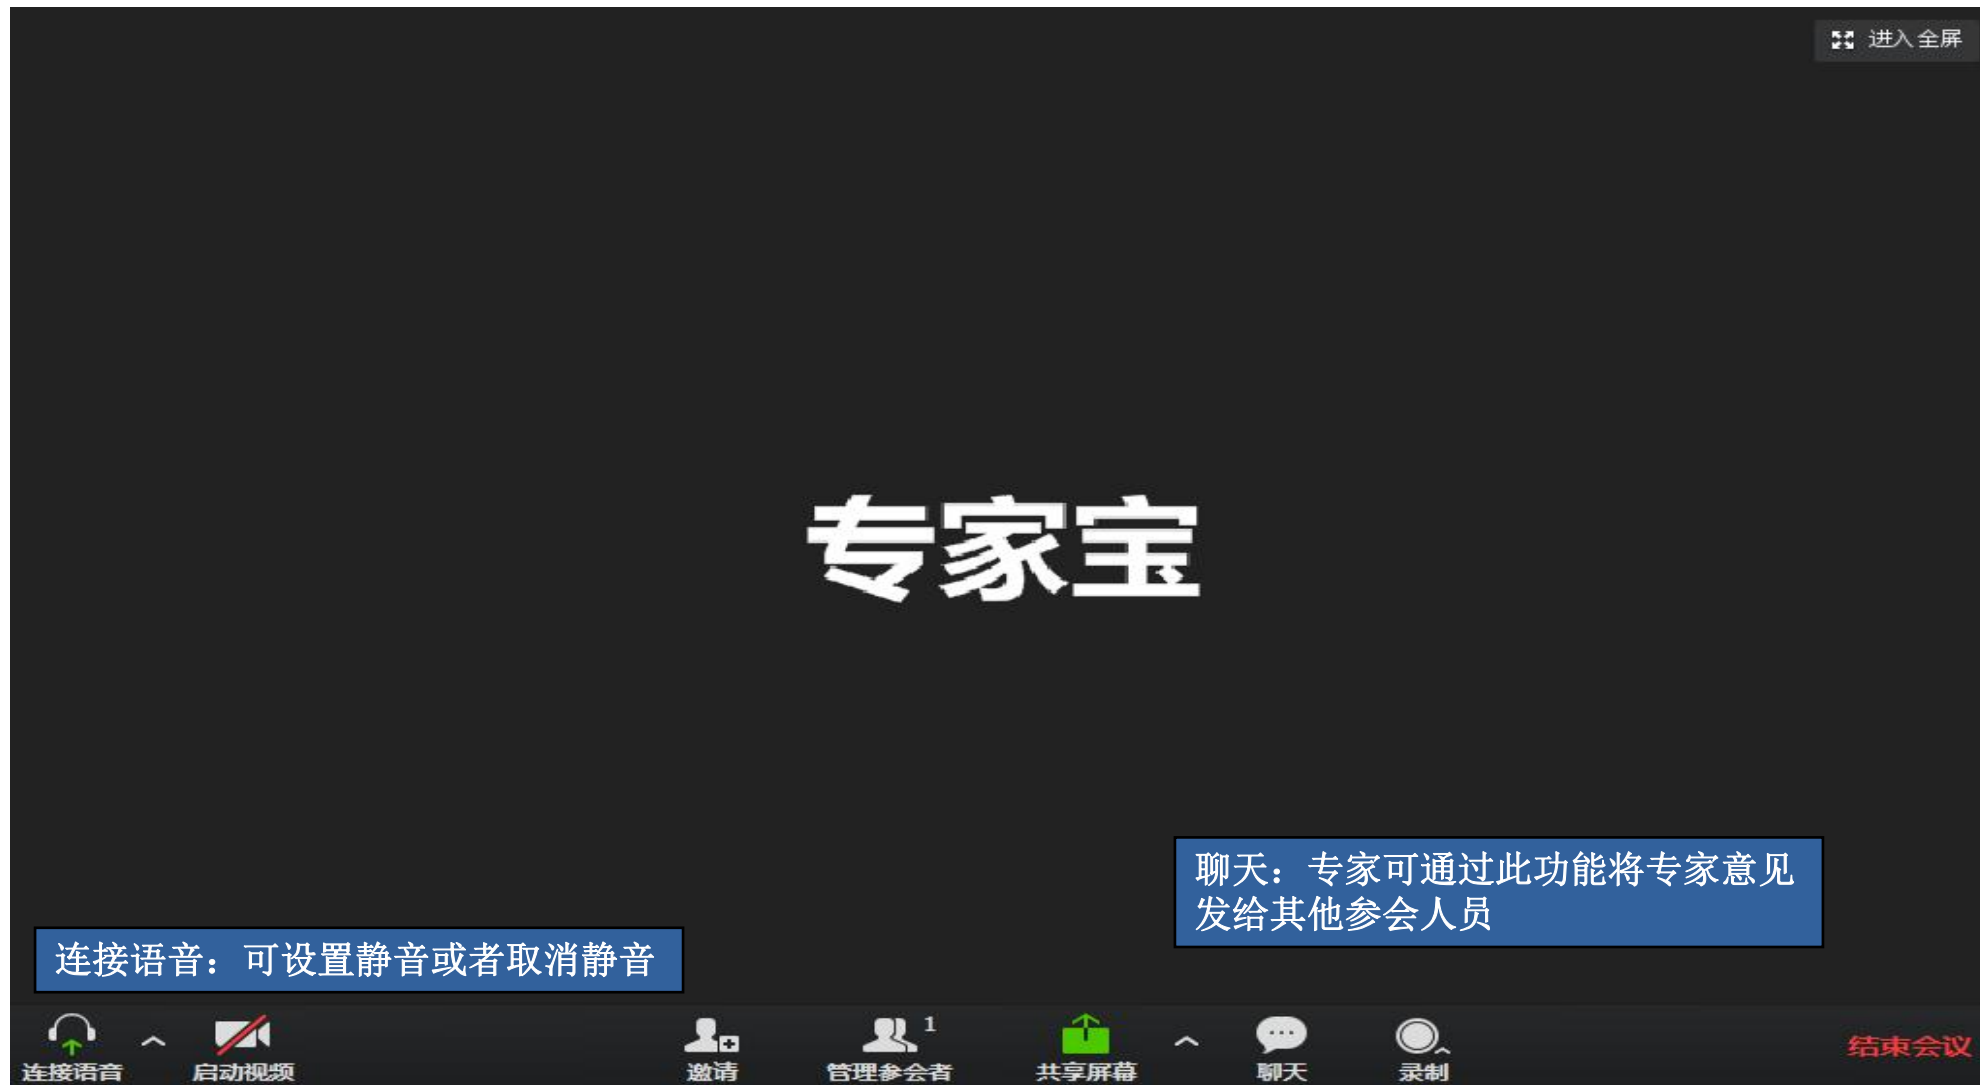 进入全屏
专家宝
聊天：专家可通过此功能将专家意见
发给其他参会人员
连接语音：可设置静音或者取消静音
连接语音
启动视频
邀请
管理参会者
1
共享屏幕
聊天
录制
结束会议